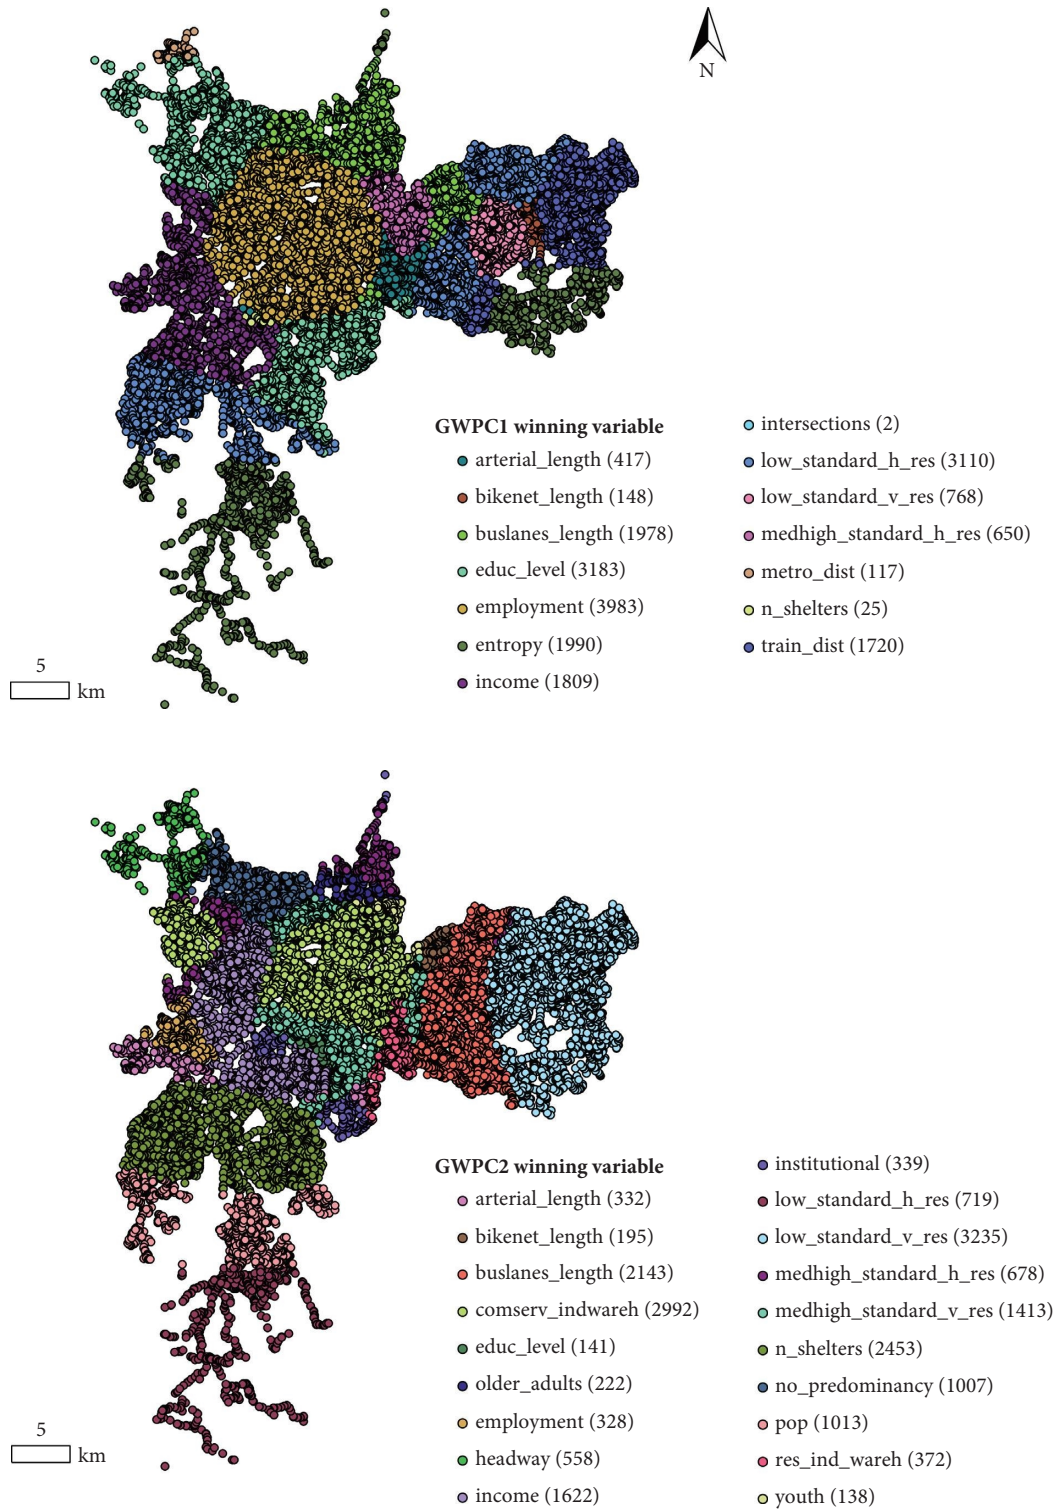 N
GWPC1 winning variable
arterial_length (417)
bikenet_length (148)
buslanes_length (1978)
educ_level (3183)
employment (3983)
entropy (1990)
income (1809)
intersections (2)
low_standard_h_res (3110)
low_standard_v_res (768)
medhigh_standard_h_res (650)
metro_dist (117)
n_shelters (25)
train_dist (1720)
5
km
GWPC2 winning variable
arterial_length (332)
bikenet_length (195)
buslanes_length (2143)
comserv_indwareh (2992)
educ_level (141)
older_adults (222)
employment (328)
headway (558)
income (1622)
institutional (339)
low_standard_h_res (719)
low_standard_v_res (3235)
medhigh_standard_h_res (678)
medhigh_standard_v_res (1413)
n_shelters (2453)
no_predominancy (1007)
pop (1013)
res_ind_wareh (372)
youth (138)
5
km